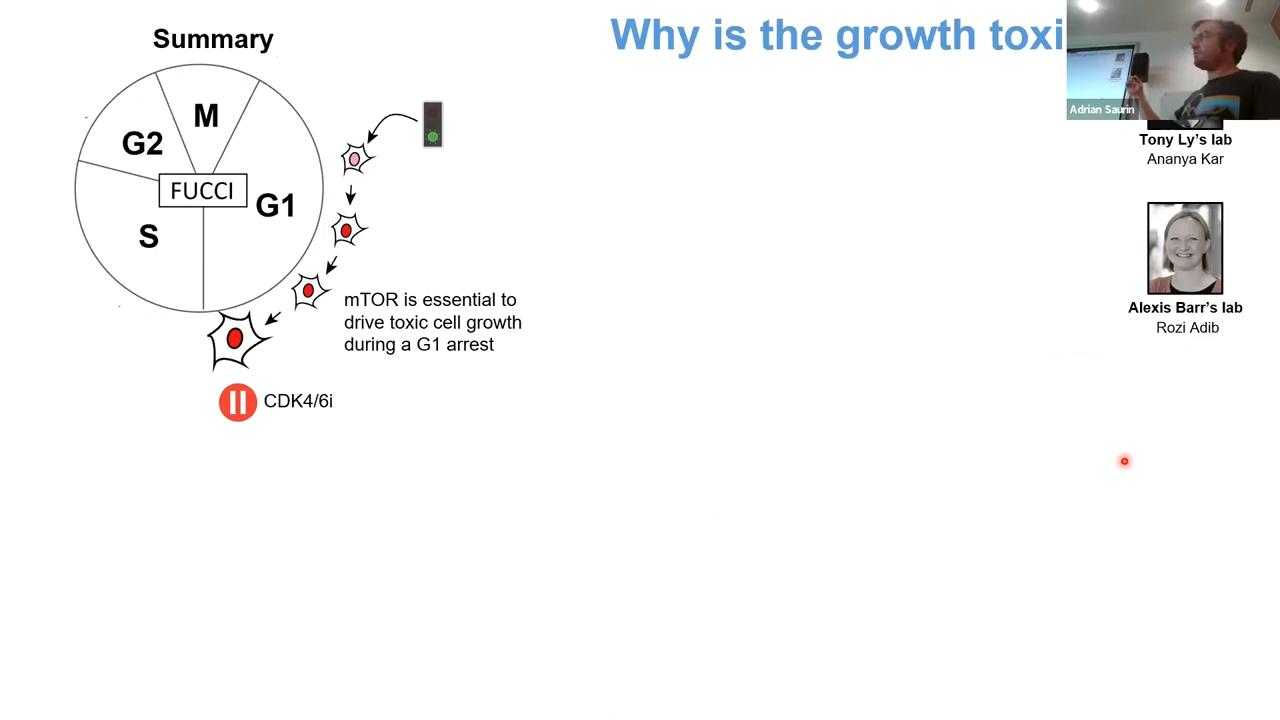 Summary
M
G2
FUCCI
G1
S
mTOR is essential to
drive toxic cell growth
during a G1 arrest
CDK4/6i
Why is the growth toxi
Adrian Saurin
Tony Ly's lab
Ananya Kar
Alexis Barr's lab
Rozi Adib